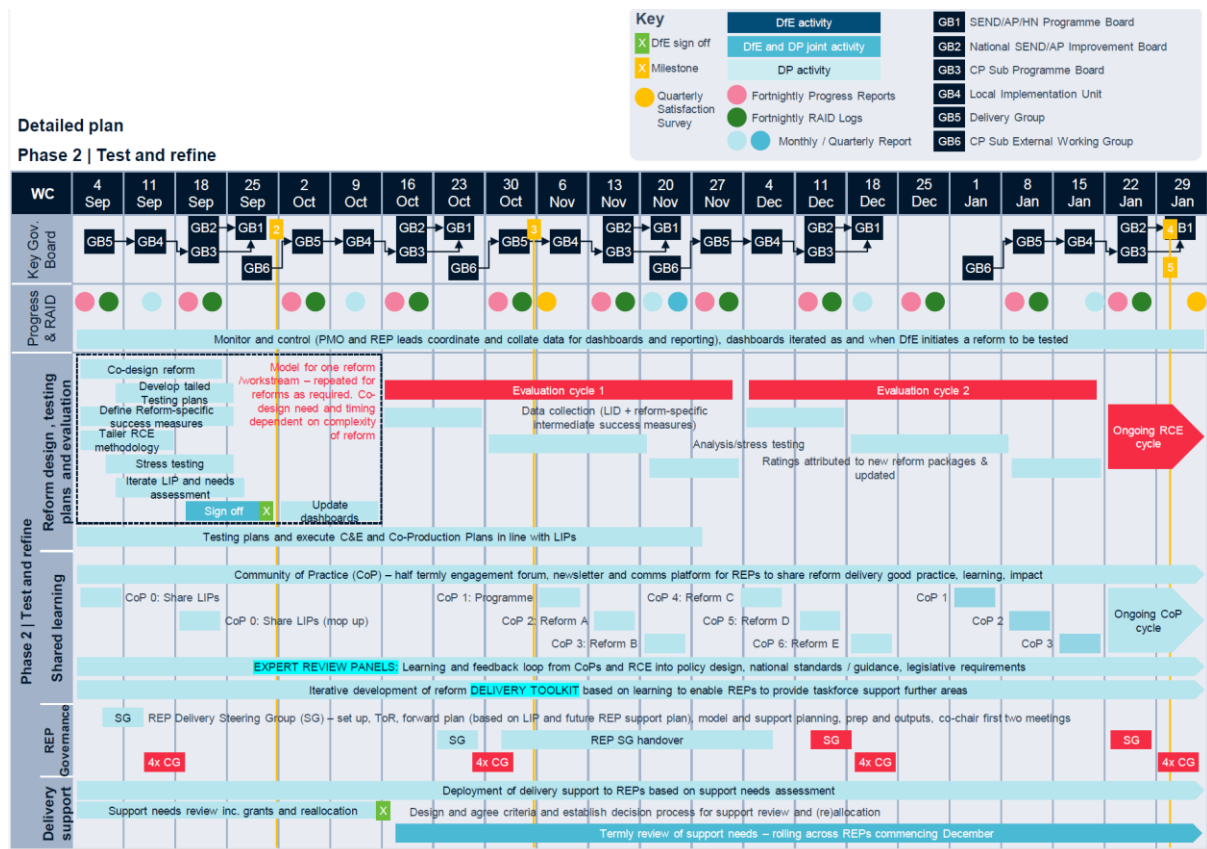 Key
X DfE sign off
X Milestone
Quarterly
Satisfaction
Survey
DfE activity
DfE and DP joint activity
DP activity
Fortnightly Progress Reports
Fortnightly RAID Logs
Monthly / Quarterly Report
GB1 SEND/AP/HN Programme Board
GB2 National SEND/AP Improvement Board
GB3 CP Sub Programme Board
GB4 Local Implementation Unit
GB5 Delivery Group
GB6 CP Sub External Working Group
Detailed plan
Phase 2 | Test and refine
WC
4 Sep
11 Sep
18 Sep
25 Sep
2 Oct
9 Oct
16 Oct
23 Oct
30 Oct
6 Nov
13 Nov
20 Nov
27 Nov
4 Dec
11 Dec
18 Dec
25 Dec
1 Jan
8 Jan
15 Jan
22 Jan
29 Jan
Phase 2 | Test and refine
Key Gov.
Board
GB2 GB1 2 GB2 GB1 3 GB2 GB1 GB2 GB1 GB2 4 B1
GB5 GB4 GB3 GB5 GB4 GB3 GB5 GB4 GB3 GB5 GB4 GB3 GB5 GB4 GB3
GB6 GB6 GB6 GB6 5
Progress
& RAID
Monitor and control (PMO and REP leads coordinate and collate data for dashboards and reporting), dashboards iterated as and when DfE initiates a reform to be tested
Reform design , testing
plans and evaluation
Co-design reform
Develop tailed
Testing plans
Define Reform-specific
success measures
Tailer RCE
methodology
Stress testing
Iterate LIP and needs
assessment
Sign off X
Update
dashboards
Model for one reform
/workstream – repeated for
reforms as required. Co-
design need and timing
dependent on complexity
of reform
Evaluation cycle 1
Evaluation cycle 2
Data collection (LID + reform-specific
intermediate success measures)
Analysis/stress testing
Ratings attributed to new reform packages &
updated
Ongoing RCE
cycle
Testing plans and execute C&E and Co-Production Plans in line with LIPs
Shared learning
Community of Practice (CoP) – half termly engagement forum, newsletter and comms platform for REPs to share reform delivery good practice, learning, impact
CoP 0: Share LIPs
CoP 0: Share LIPs (mop up)
CoP 1: Programme
CoP 2: Reform A
CoP 3: Reform B
CoP 4: Reform C
CoP 5: Reform D
CoP 6: Reform E
CoP 1
CoP 2
CoP 3
Ongoing CoP
cycle
EXPERT REVIEW PANELS: Learning and feedback loop from CoPs and RCE into policy design, national standards / guidance, legislative requirements
Iterative development of reform DELIVERY TOOLKIT based on learning to enable REPs to provide taskforce support further areas
REP
Governance
SG REP Delivery Steering Group (SG) – set up, ToR, forward plan (based on LIP and future REP support plan), model and support planning, prep and outputs, co-chair first two meetings
SG REP SG handover SG SG
4x CG 4x CG 4x CG 4x CG
Delivery
support
Deployment of delivery support to REPs based on support needs assessment
Support needs review inc. grants and reallocation X Design and agree criteria and establish decision process for support review and (re)allocation
Termly review of support needs – rolling across REPs commencing December